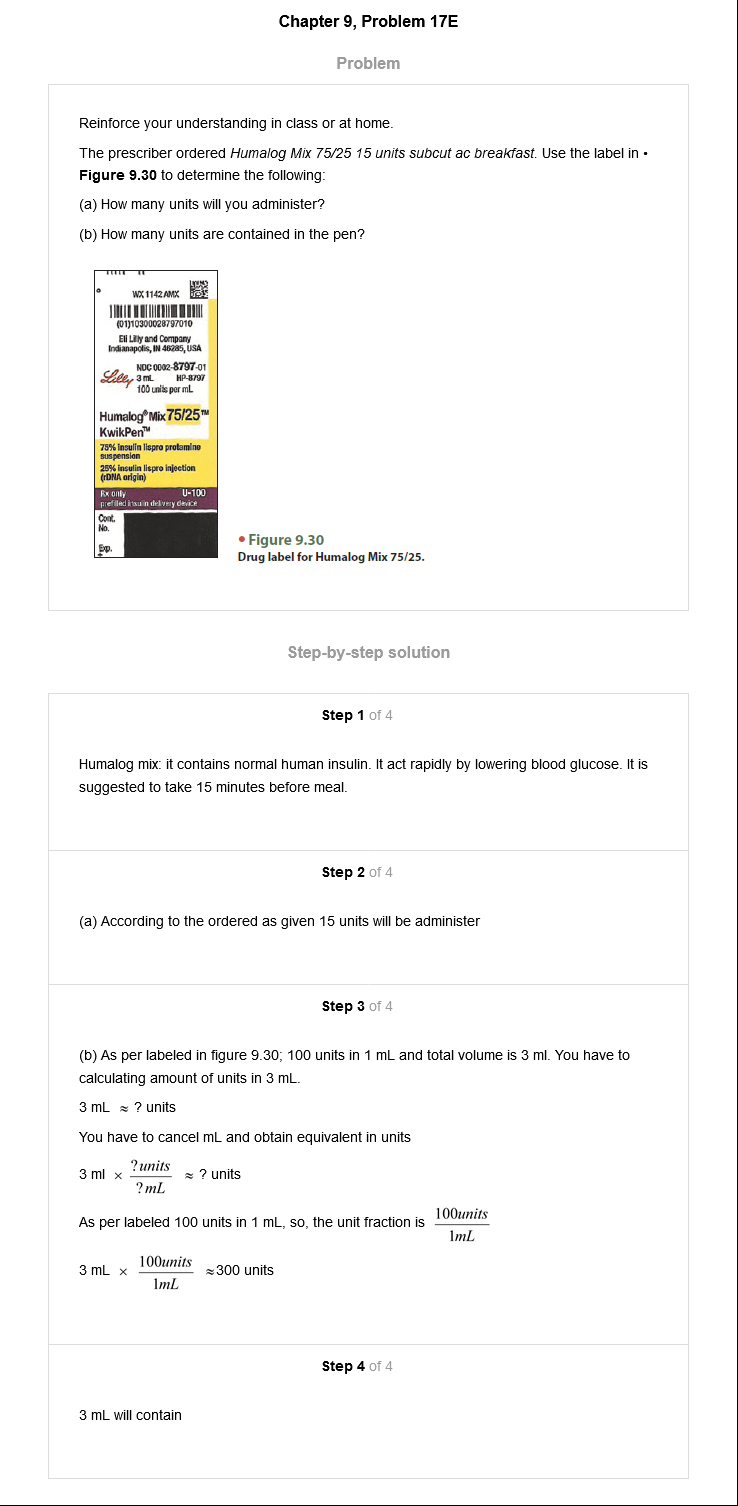 Chapter 9, Problem 17E
Problem
Reinforce your understanding in class or at home.
The prescriber ordered Humalog Mix 75/25 15 units subcut ac breakfast. Use the label in •
Figure 9.30 to determine the following:
(a) How many units will you administer?
(b) How many units are contained in the pen?
WX 1142 AMX
(01)10300028797010
Eli Lilly and Company
Indianapolis, IN 46285, USA
NDC 0002-8797-01
Lilly 3 mL HP-8797
100 units per mL
Humalog® Mix 75/25™
KwikPen™
75% insulin lispro protamine
suspension
25% insulin lispro injection
(rDNA origin)
Rx only U-100
prefilled insulin delivery device
Cont.
No.
Exp.
• Figure 9.30
Drug label for Humalog Mix 75/25.
Step-by-step solution
Step 1 of 4
Humalog mix: it contains normal human insulin. It act rapidly by lowering blood glucose. It is
suggested to take 15 minutes before meal.
Step 2 of 4
(a) According to the ordered as given 15 units will be administer
Step 3 of 4
(b) As per labeled in figure 9.30; 100 units in 1 mL and total volume is 3 ml. You have to
calculating amount of units in 3 mL.
3 mL ≈ ? units
You have to cancel mL and obtain equivalent in units
3 ml × ?units / ?mL ≈ ? units
As per labeled 100 units in 1 mL, so, the unit fraction is 100units / 1mL
3 mL × 100units / 1mL ≈300 units
Step 4 of 4
3 mL will contain